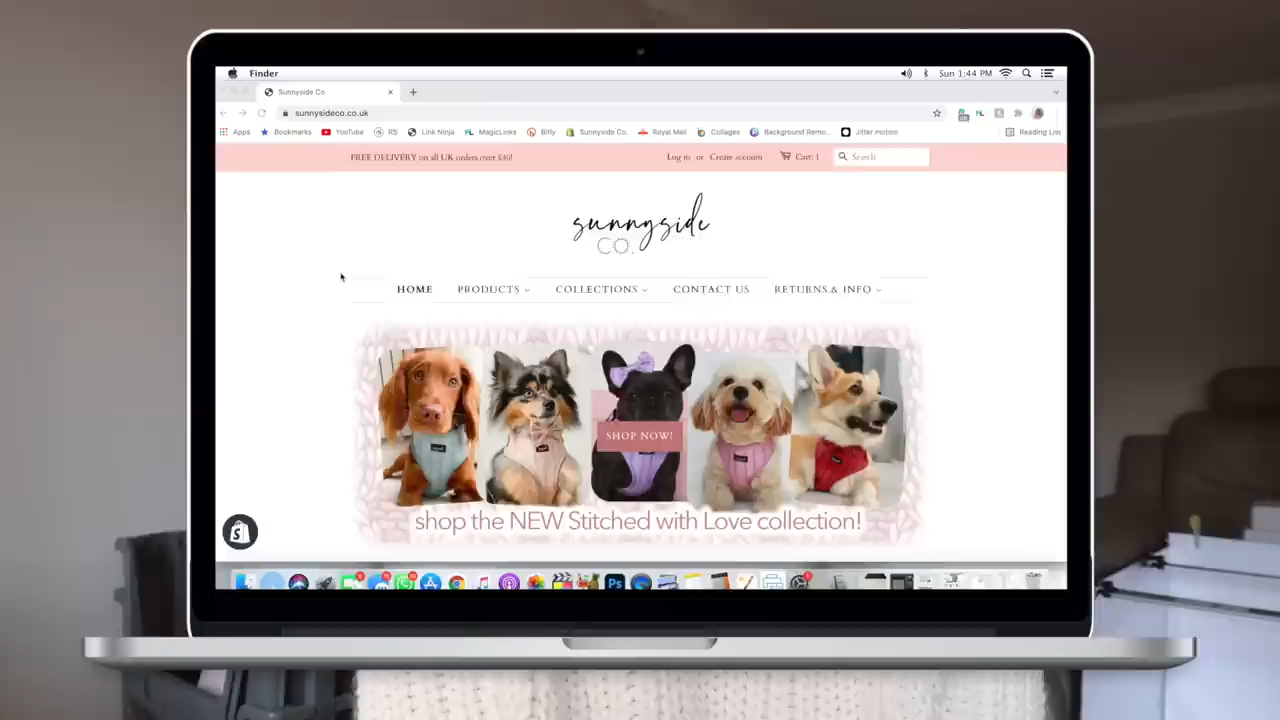 Finder
Sun 1:44 PM
Sunnyside Co
sunnysideco.co.uk
Apps Bookmarks YouTube RS Link Ninja MagicLinks Bitly Sunnyside Co. Royal Mail Collages Background Remo... Jitter motion Reading List
FREE DELIVERY on all UK orders over £40! Log in or Create account Cart: 1 Search
sunnyside
CO.
HOME PRODUCTS COLLECTIONS CONTACT US RETURNS & INFO
SHOP NOW!
shop the NEW Stitched with Love collection!
Ps